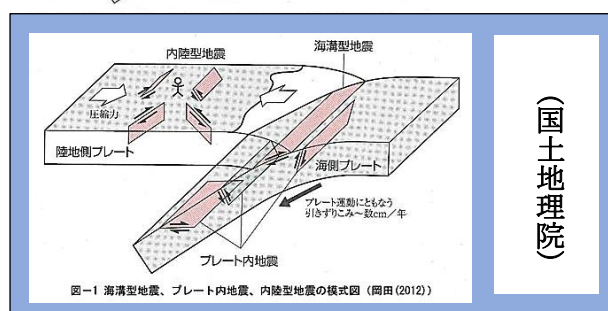 海溝型地震
内陸型地震
圧縮力
陸地側プレート
海側プレート
プレート運動にともなう
引きずりこみ~数cm/年
プレート内地震
図-1 海溝型地震、プレート内地震、内陸型地震の模式図(岡田(2012))
(国土地理院)